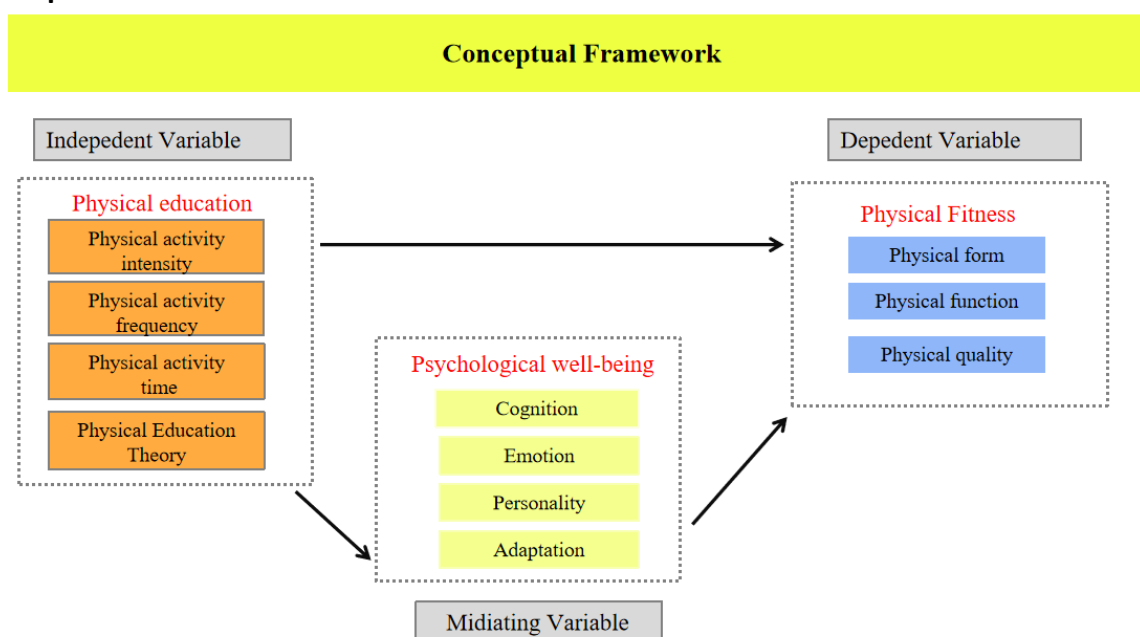 Conceptual Framework
Indepedent Variable
Depedent Variable
Physical education
Physical activity
intensity
Physical activity
frequency
Physical activity
time
Physical Education
Theory
Psychological well-being
Cognition
Emotion
Personality
Adaptation
Midiating Variable
Physical Fitness
Physical form
Physical function
Physical quality